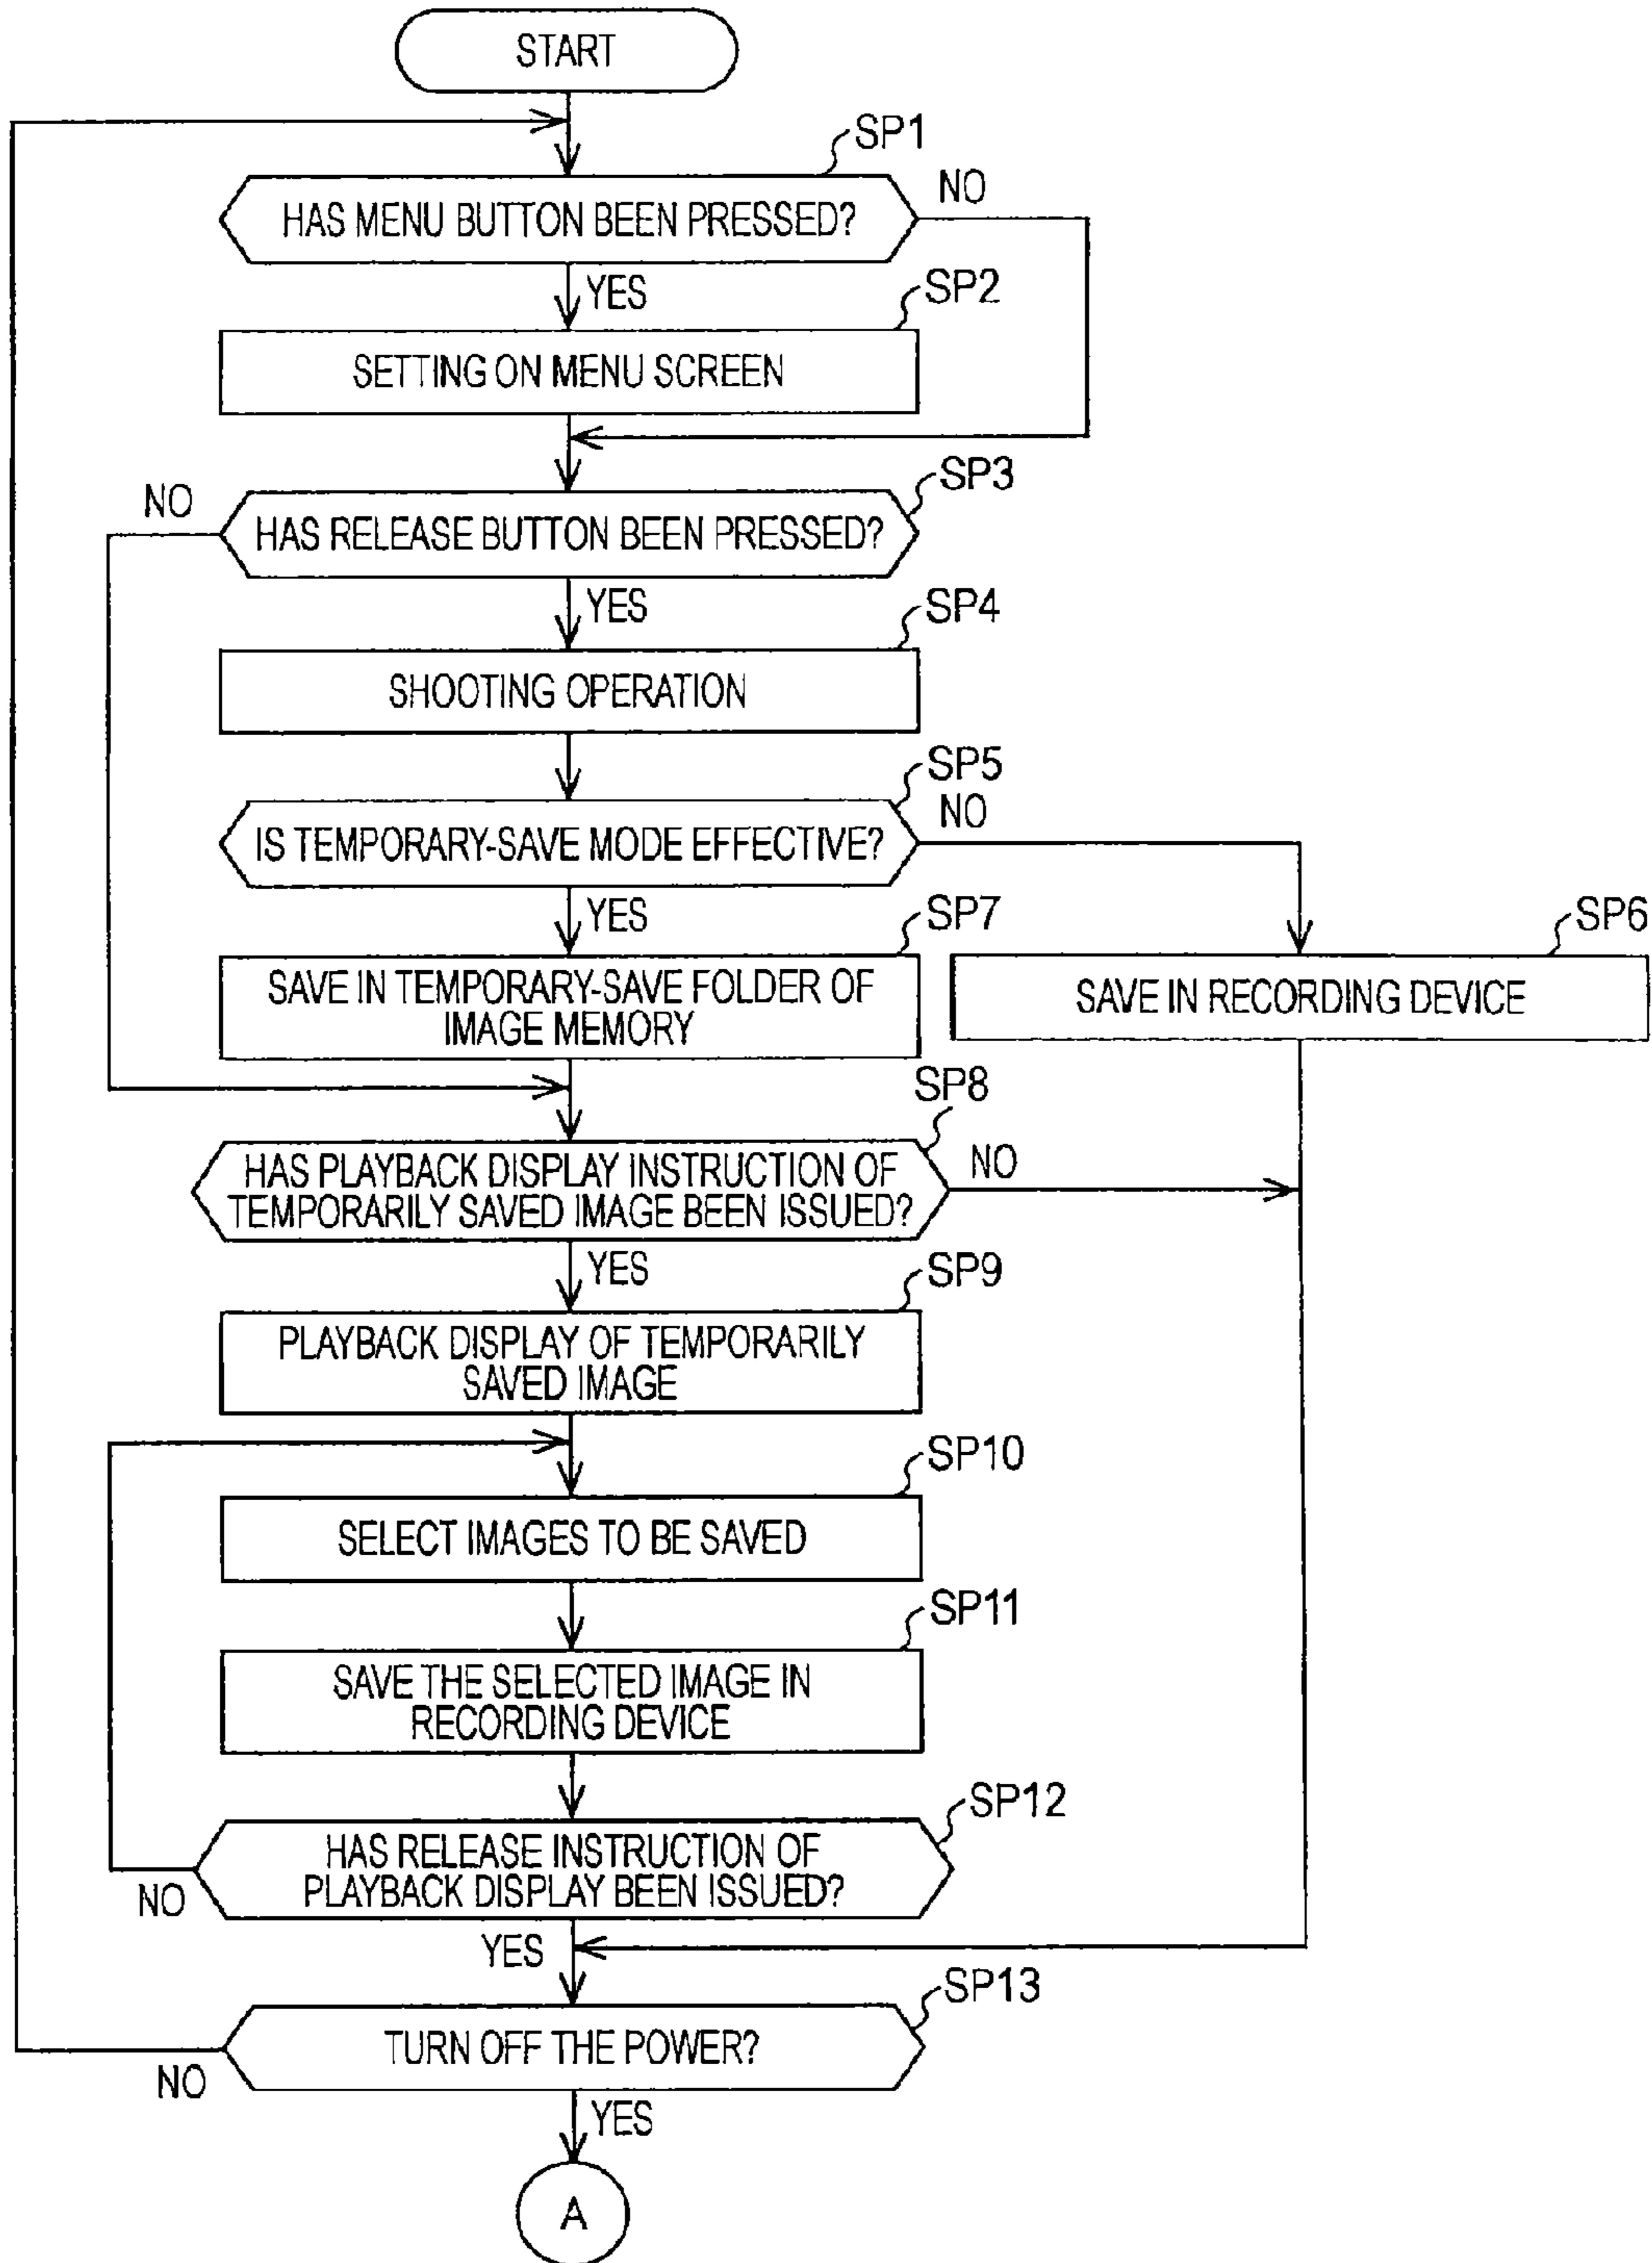 START
SP1
HAS MENU BUTTON BEEN PRESSED?
NO
YES
SP2
SETTING ON MENU SCREEN
SP3
NO
HAS RELEASE BUTTON BEEN PRESSED?
YES
SP4
SHOOTING OPERATION
SP5
IS TEMPORARY-SAVE MODE EFFECTIVE?
NO
YES
SP7
SP6
SAVE IN TEMPORARY-SAVE FOLDER OF
IMAGE MEMORY
SAVE IN RECORDING DEVICE
SP8
HAS PLAYBACK DISPLAY INSTRUCTION OF
TEMPORARILY SAVED IMAGE BEEN ISSUED?
NO
YES
SP9
PLAYBACK DISPLAY OF TEMPORARILY
SAVED IMAGE
SP10
SELECT IMAGES TO BE SAVED
SP11
SAVE THE SELECTED IMAGE IN
RECORDING DEVICE
SP12
HAS RELEASE INSTRUCTION OF
PLAYBACK DISPLAY BEEN ISSUED?
NO
YES
SP13
TURN OFF THE POWER?
NO
YES
A